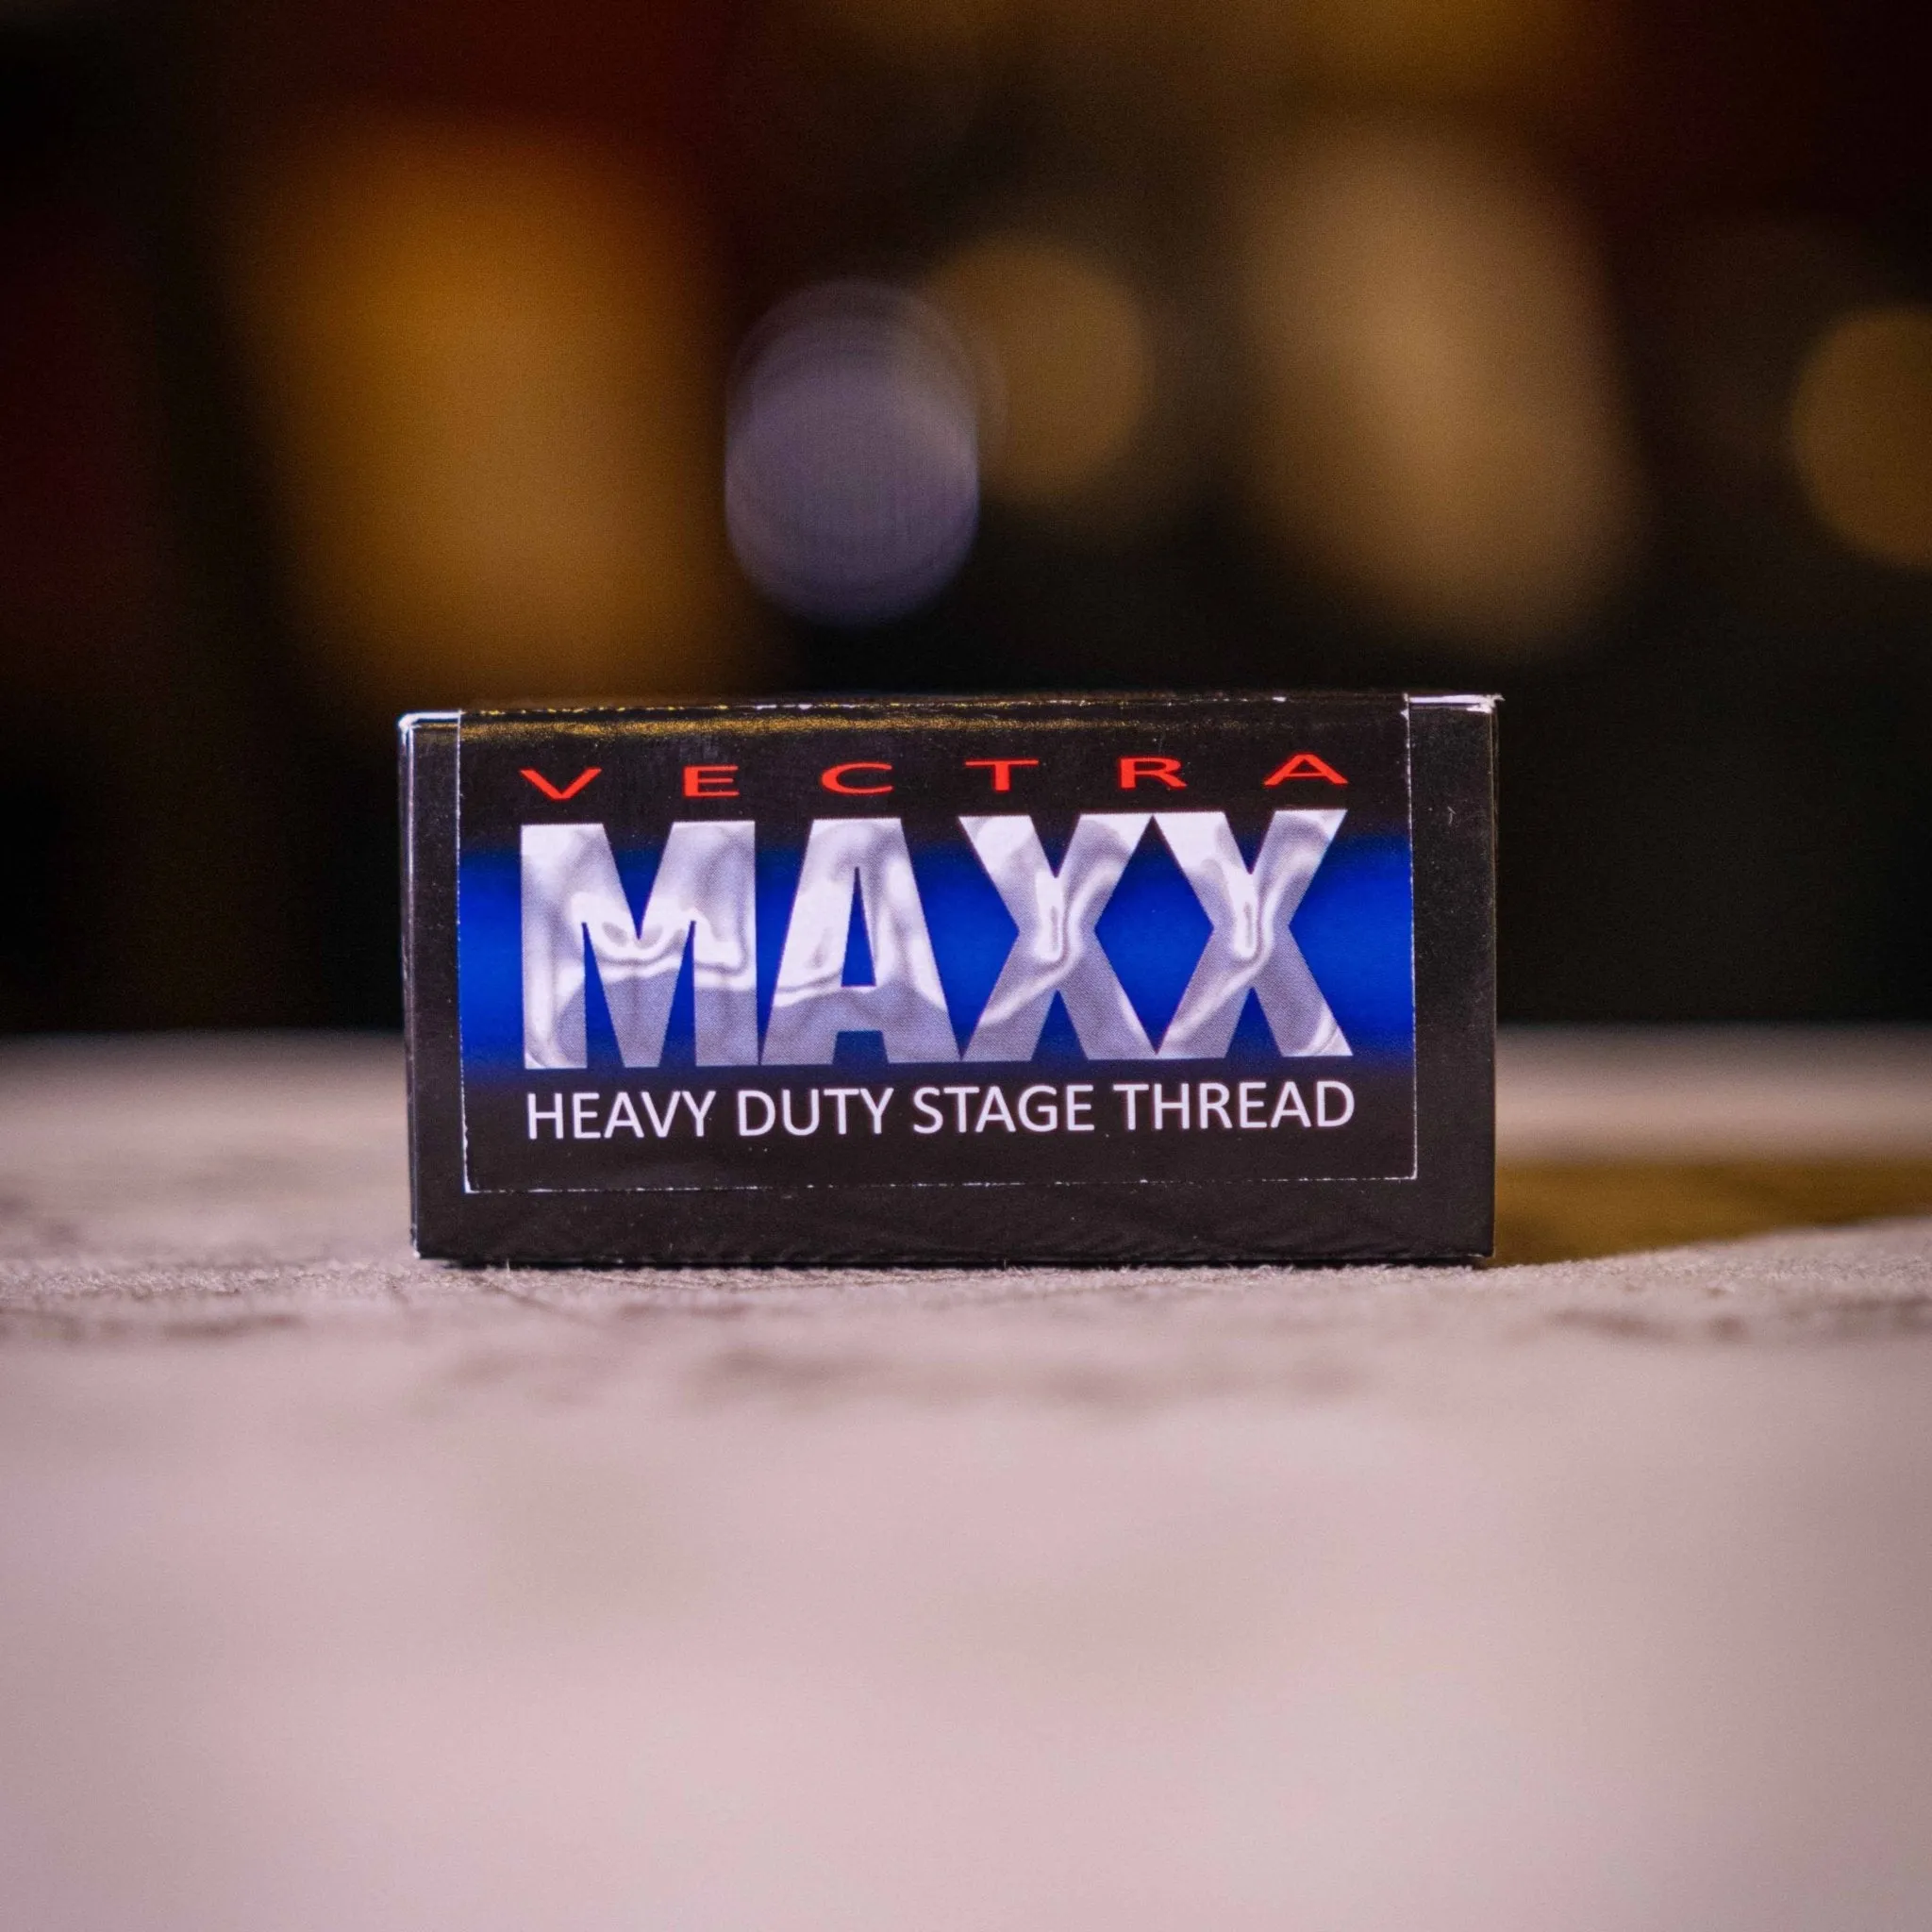 VECTRA
MAXX
HEAVY DUTY STAGE THREAD